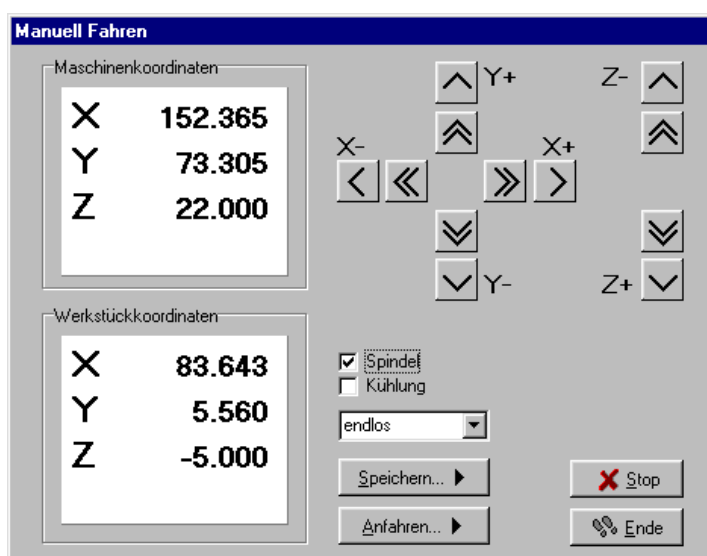 Manuell Fahren
Maschinenkoordinaten
X 152.365
Y 73.305
Z 22.000
Werkstückkoordinaten
X 83.643
Y 5.560
Z -5.000
Y+
X-
X+
Y-
Z-
Z+
Spindel
Kühlung
endlos
Speichern...
Anfahren...
Stop
Ende